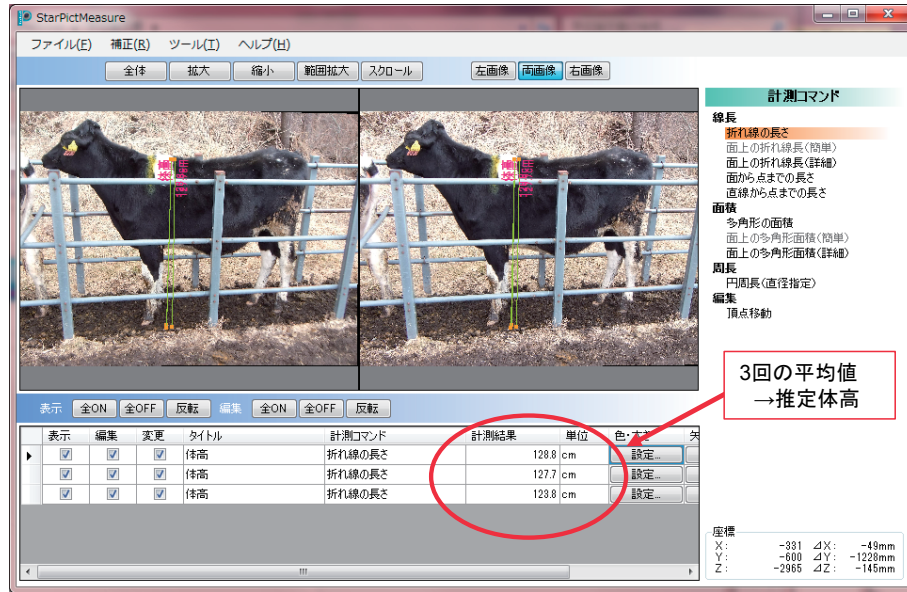 StarPictMeasure
ファイル(F) 補正(R) ツール(T) ヘルプ(H)
全体 拡大 縮小 範囲拡大 スクロール 左画像 両画像 右画像
計測コマンド
線長
折れ線の長さ
面上の折れ線長(簡単)
面上の折れ線長(詳細)
面から点までの長さ
直線から点までの長さ
面積
多角形の面積
面上の多角形面積(簡単)
面上の多角形面積(詳細)
周長
円周長(直径指定)
編集
頂点移動
体高
体高
3回の平均値
→推定体高
表示 全ON 全OFF 反転 編集 全ON 全OFF 反転
表示 編集 変更 タイトル 計測コマンド 計測結果 単位 色・太さ
体高 折れ線の長さ 128.8 cm 設定...
体高 折れ線の長さ 127.7 cm 設定...
体高 折れ線の長さ 123.8 cm 設定...
座標
X: -331 ⊿X: -49mm
Y: -600 ⊿Y: -1228mm
Z: -2965 ⊿Z: -145mm